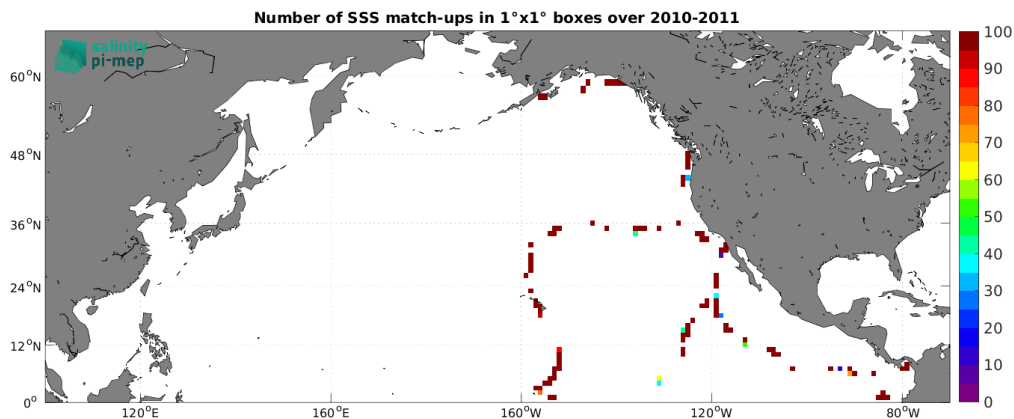 Number of SSS match-ups in 1°x1° boxes over 2010-2011
salinity
pi-mep
60°N
48°N
36°N
24°N
12°N
0°
120°E
160°E
160°W
120°W
80°W
100
90
80
70
60
50
40
30
20
10
0